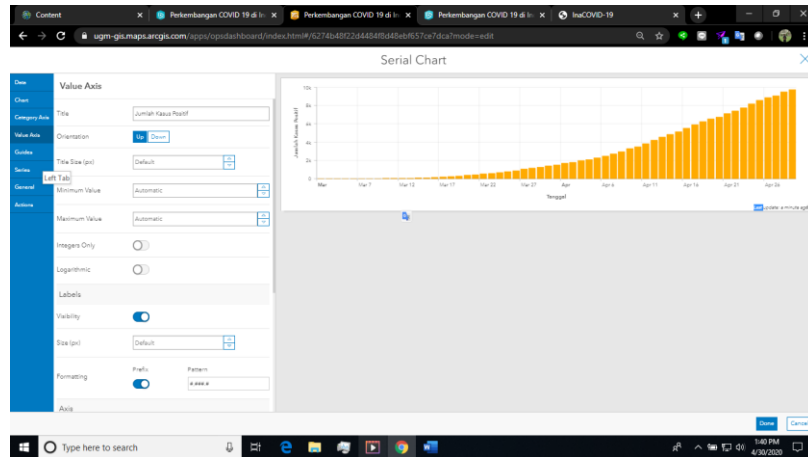 Content
Perkembangan COVID 19 di In
Perkembangan COVID 19 di In
Perkembangan COVID 19 di In
InaCOVID-19
ugm-gis.maps.arcgis.com/apps/opsdashboard/index.html#/6274b48f22d4484f8d48ebf657ce7dca?mode=edit
Serial Chart
Data
Chart
Category Axis
Value Axis
Guides
Series
Left Tab
General
Actions
Value Axis
Title
Jumlah Kasus Positif
Orientation
Up Down
Title Size (px)
Default
Minimum Value
Automatic
Maximum Value
Automatic
Integers Only
Logarithmic
Labels
Visibility
Size (px)
Default
Formatting
Prefix
Pattern
#,###.#
Axis
Jumlah Kasus Positif
10k
8k
6k
4k
2k
0
Mar Mar 7 Mar 12 Mar 17 Mar 22 Mar 27 Apr Apr 6 Apr 11 Apr 16 Apr 21 Apr 26
Tanggal
Last update: a minute ago
Done
Cancel
Type here to search
1:40 PM
4/30/2020